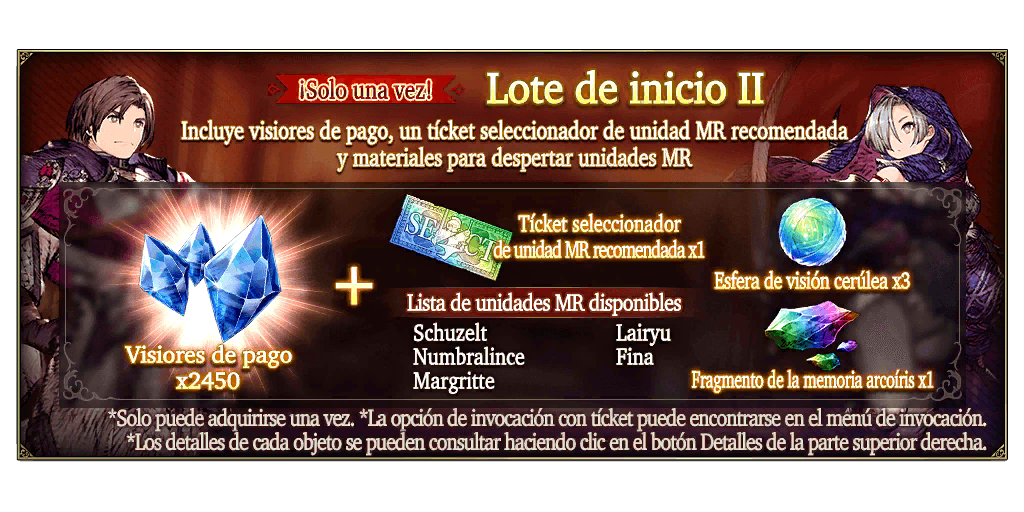 ¡Solo una vez!
Lote de inicio II
Incluye visiores de pago, un tícket seleccionador de unidad MR recomendada
y materiales para despertar unidades MR
SELECT
Tícket seleccionador
de unidad MR recomendada x1
Esfera de visión cerúlea x3
Lista de unidades MR disponibles
Schuzelt
Lairyu
Numbralince
Fina
Margritte
Visiores de pago
x2450
Fragmento de la memoria arcoíris x1
*Solo puede adquirirse una vez. *La opción de invocación con tícket puede encontrarse en el menú de invocación.
*Los detalles de cada objeto se pueden consultar haciendo clic en el botón Detalles de la parte superior derecha.